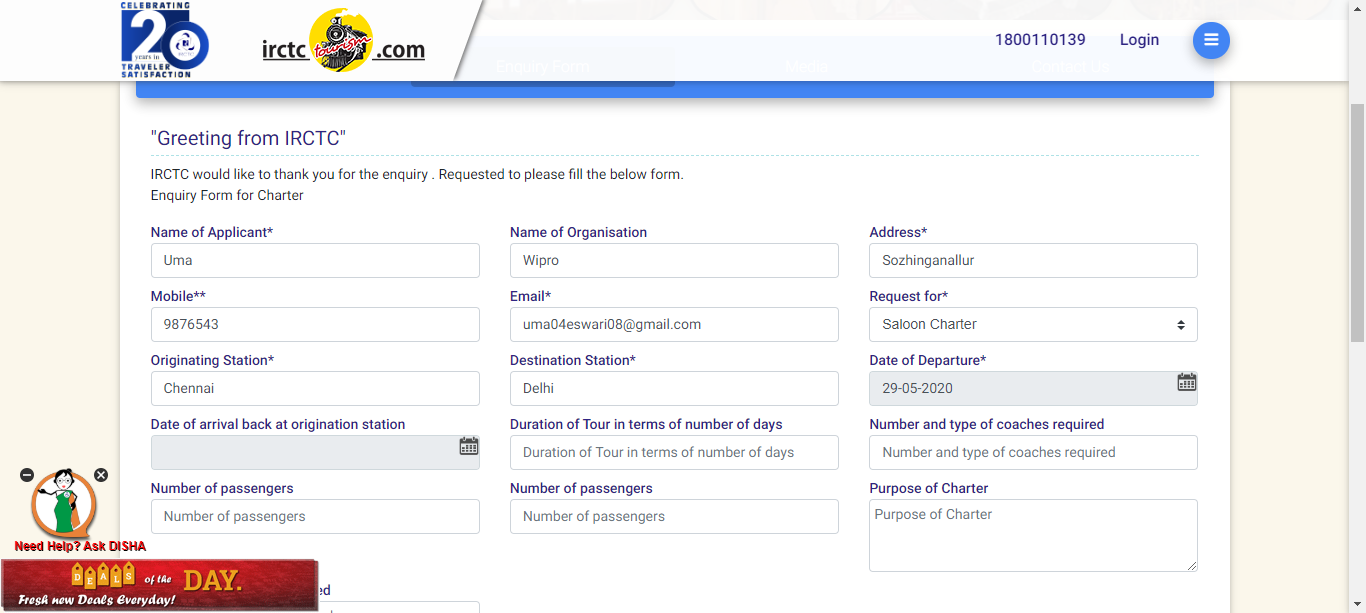 CELEBRATING
20
years in
TRAVELER
SATISFACTION
irctc tourism .com
1800110139
Login
Enquiry Form
Media
Contact Us
"Greeting from IRCTC"
IRCTC would like to thank you for the enquiry . Requested to please fill the below form.
Enquiry Form for Charter
Name of Applicant* Name of Organisation Address*
Uma Wipro Sozhinganallur
Mobile** Email* Request for*
9876543 uma04eswari08@gmail.com Saloon Charter
Originating Station* Destination Station* Date of Departure*
Chennai Delhi 29-05-2020
Date of arrival back at origination station Duration of Tour in terms of number of days Number and type of coaches required
Duration of Tour in terms of number of days Number and type of coaches required
Number of passengers Number of passengers Purpose of Charter
Number of passengers Number of passengers Purpose of Charter
Need Help? Ask DISHA
DEALS of the DAY.
Fresh new Deals Everyday!